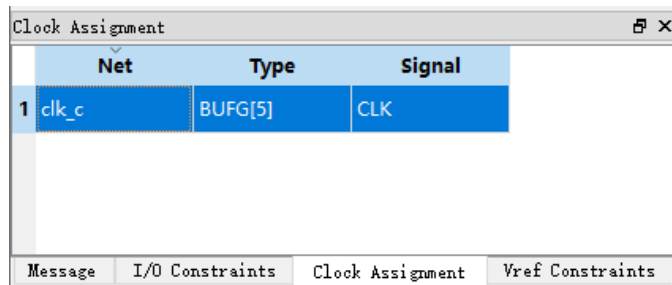 Clock Assignment
Net Type Signal
1 clk_c BUFG[5] CLK
Message I/O Constraints Clock Assignment Vref Constraints